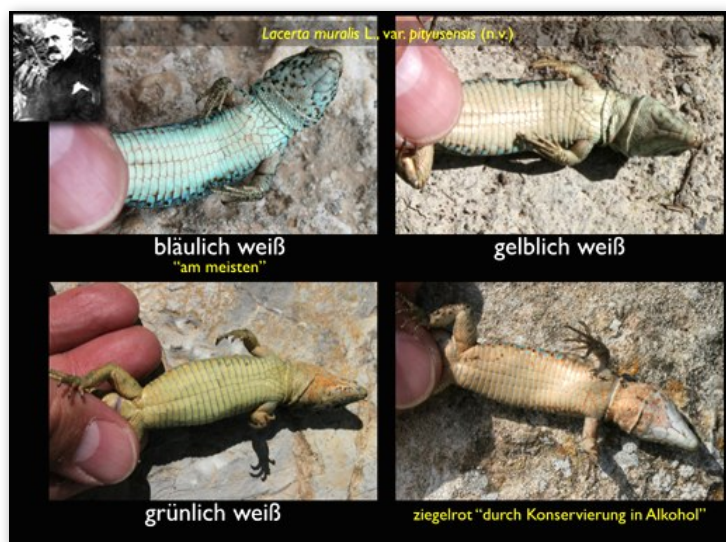 Lacerta muralis L., var. pityusensis (n.v.)
bläulich weiß
gelblich weiß
“am meisten”
grünlich weiß
ziegelrot “durch Konservierung in Alkohol”